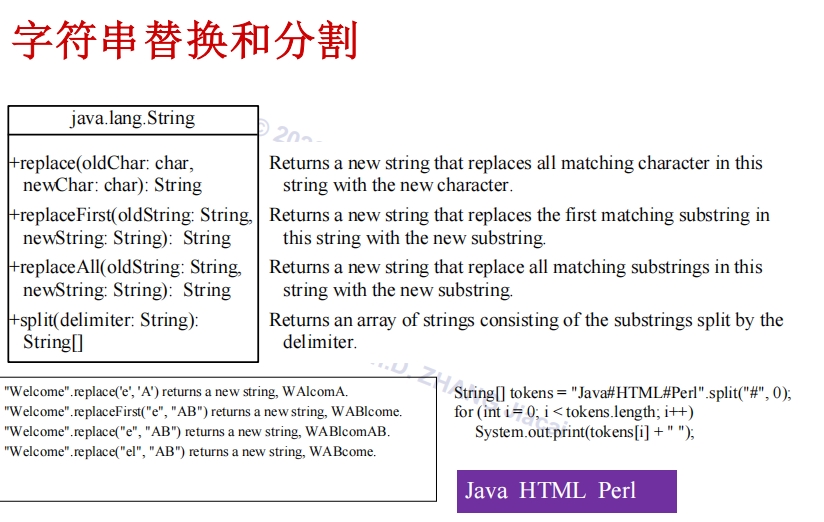 字符串替换和分割
java.lang.String
+replace(oldChar: char,
newChar: char): String
Returns a new string that replaces all matching character in this
string with the new character.
+replaceFirst(oldString: String,
newString: String): String
Returns a new string that replaces the first matching substring in
this string with the new substring.
+replaceAll(oldString: String,
newString: String): String
Returns a new string that replace all matching substrings in this
string with the new substring.
+split(delimiter: String):
String[]
Returns an array of strings consisting of the substrings split by the
delimiter.
"Welcome".replace('e', 'A') returns a new string, WAlcomA.
"Welcome".replaceFirst("e", "AB") returns a new string, WABlcome.
"Welcome".replace("e", "AB") returns a new string, WABlcomAB.
"Welcome".replace("el", "AB") returns a new string, WABcome.
String[] tokens = "Java#HTML#Perl".split("#", 0);
for (int i = 0; i < tokens.length; i++)
System.out.print(tokens[i] + " ");
Java HTML Perl